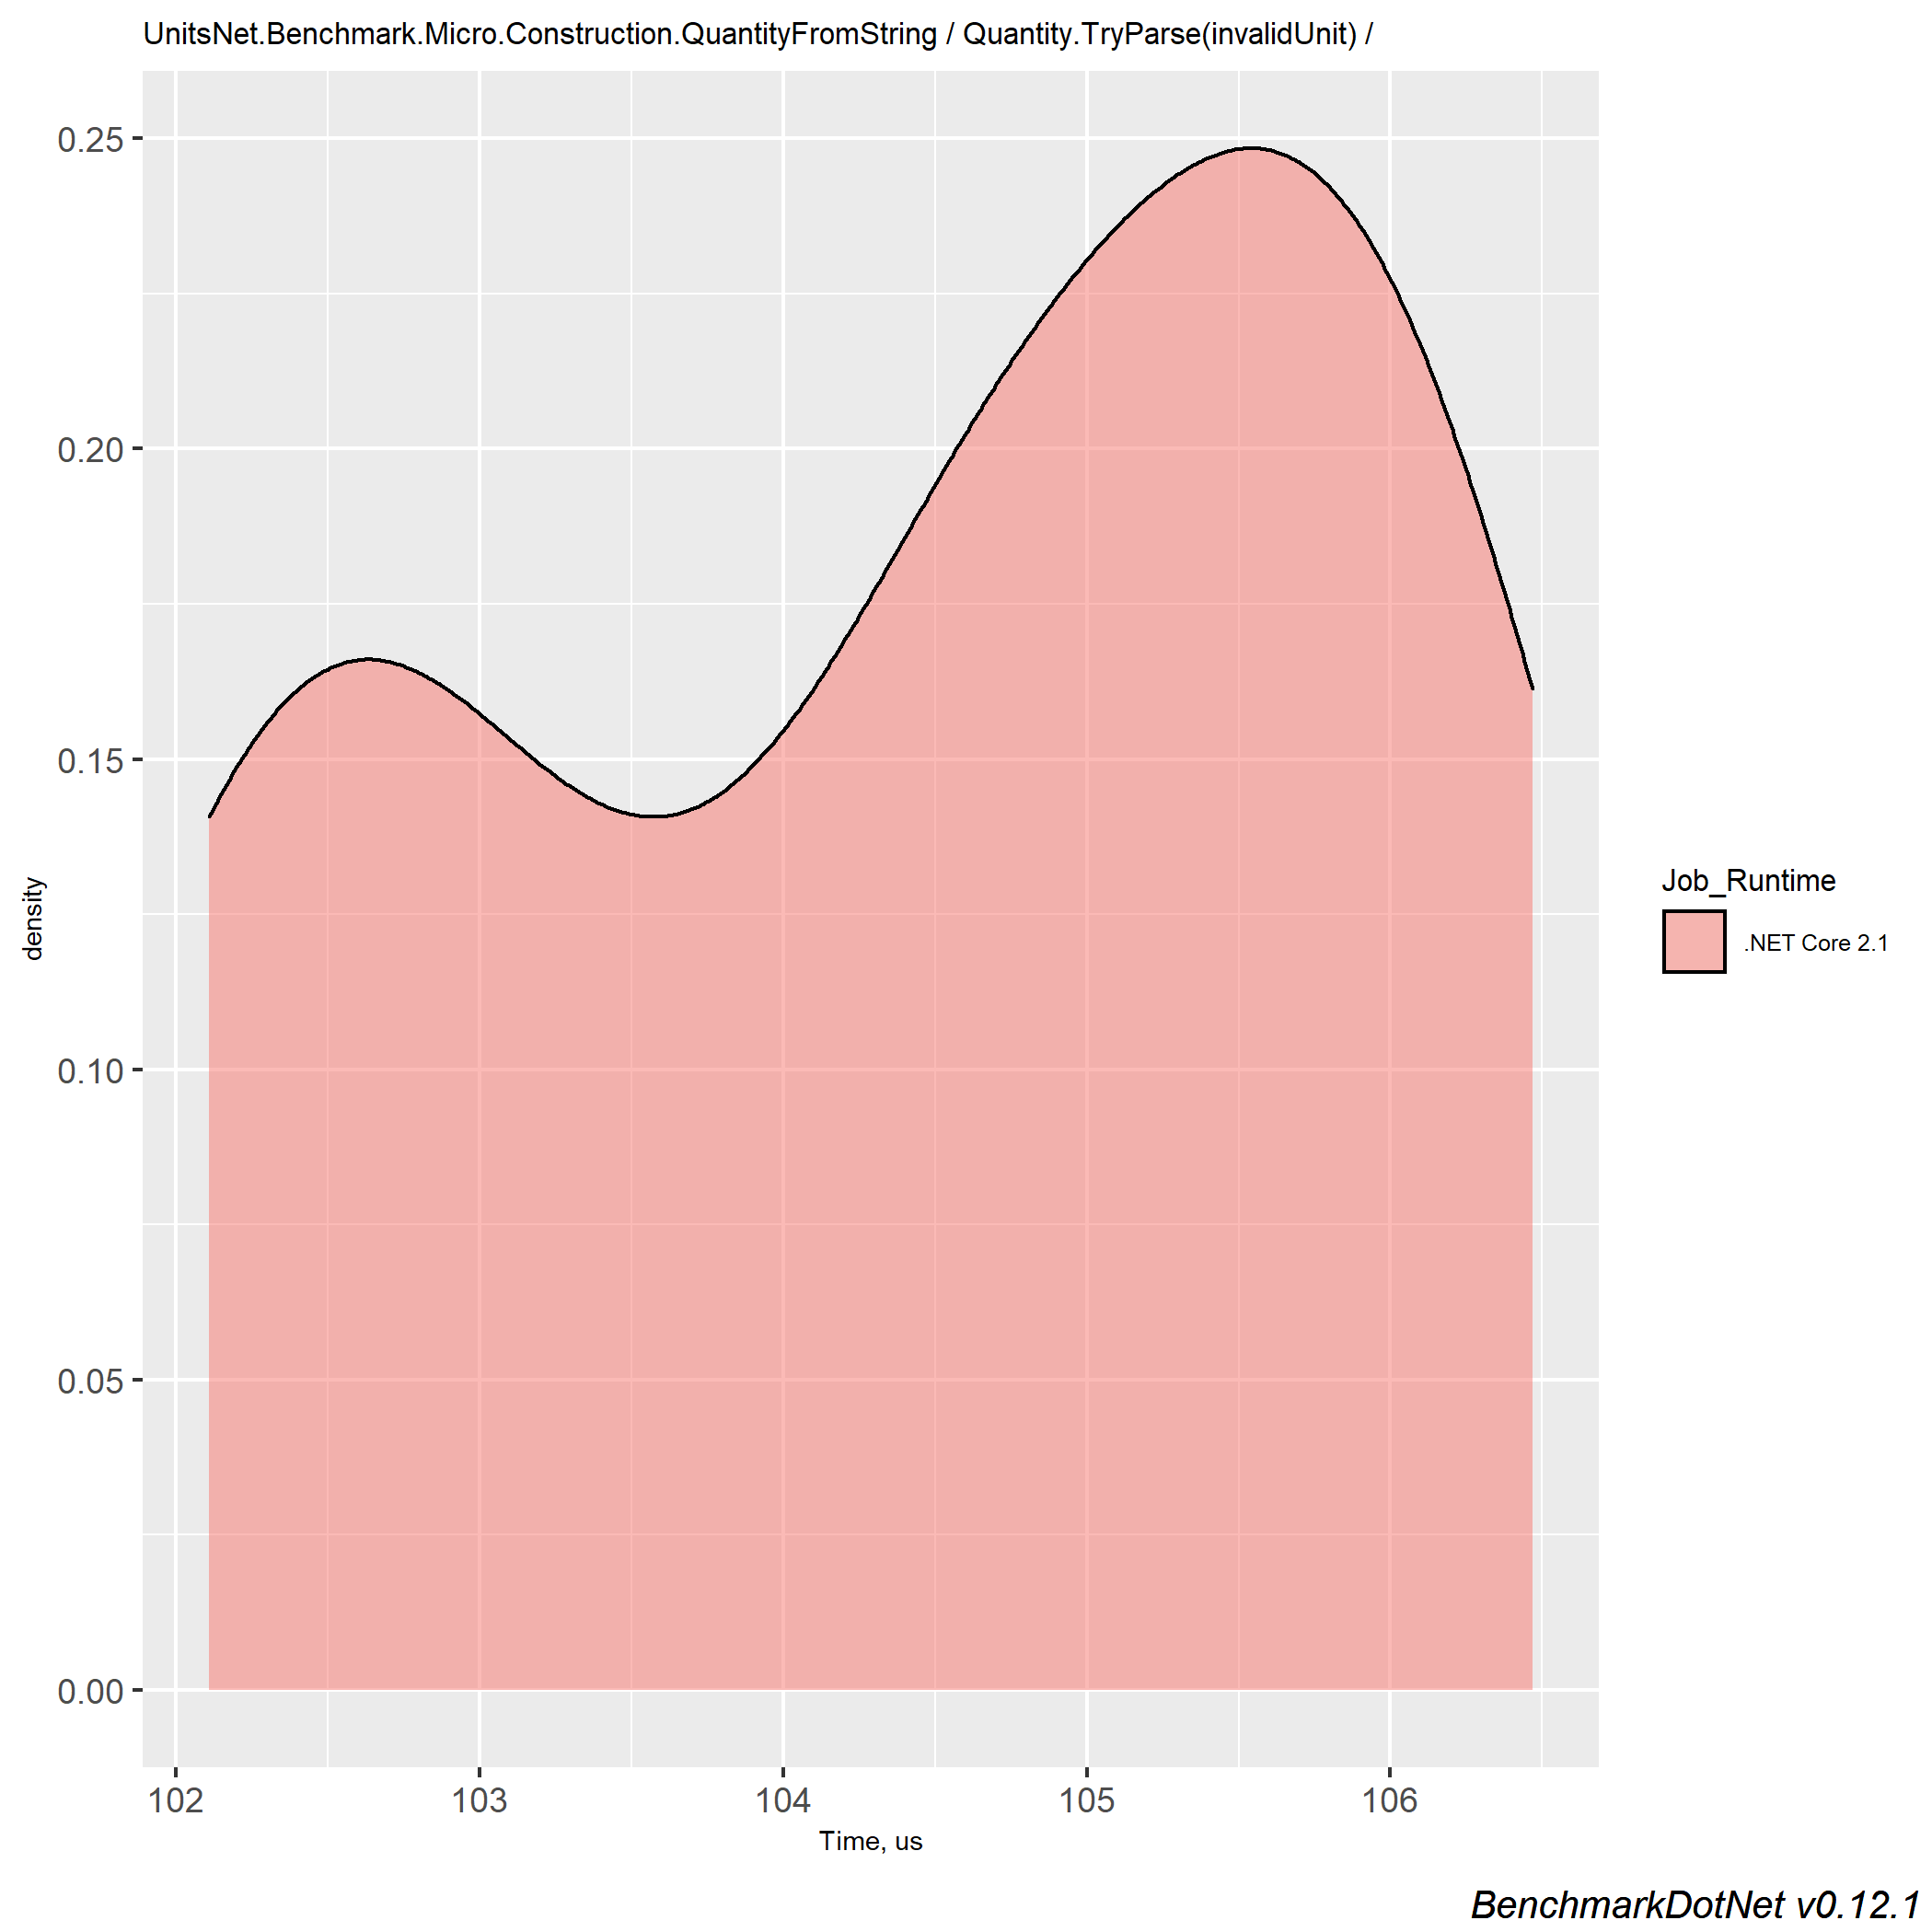 UnitsNet.Benchmark.Micro.Construction.QuantityFromString / Quantity.TryParse(invalidUnit) /
0.25
0.20
0.15
0.10
0.05
0.00
density
102 103 104 105 106
Time, us
Job_Runtime
.NET Core 2.1
BenchmarkDotNet v0.12.1